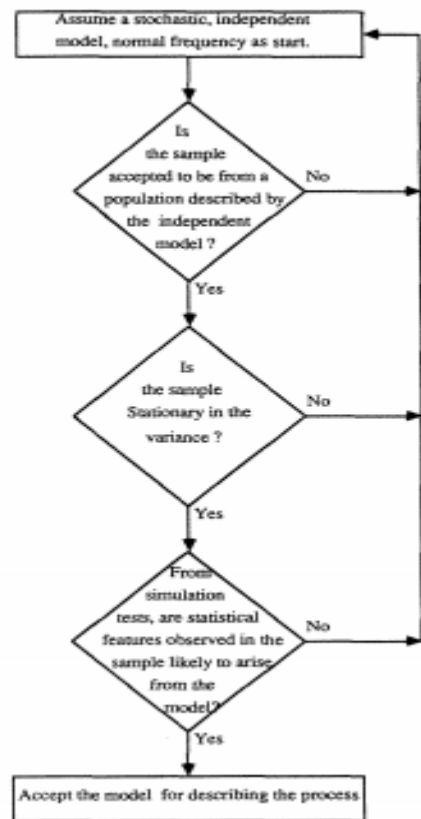 Assume a stochastic, independent
model, normal frequency as start.
Is
the sample
accepted to be from a
population described by
the independent
model ?
No
Yes
Is
the sample
Stationary in the
variance ?
No
Yes
From
simulation
tests, are statistical
features observed in the
sample likely to arise
from the
model?
No
Yes
Accept the model for describing the process